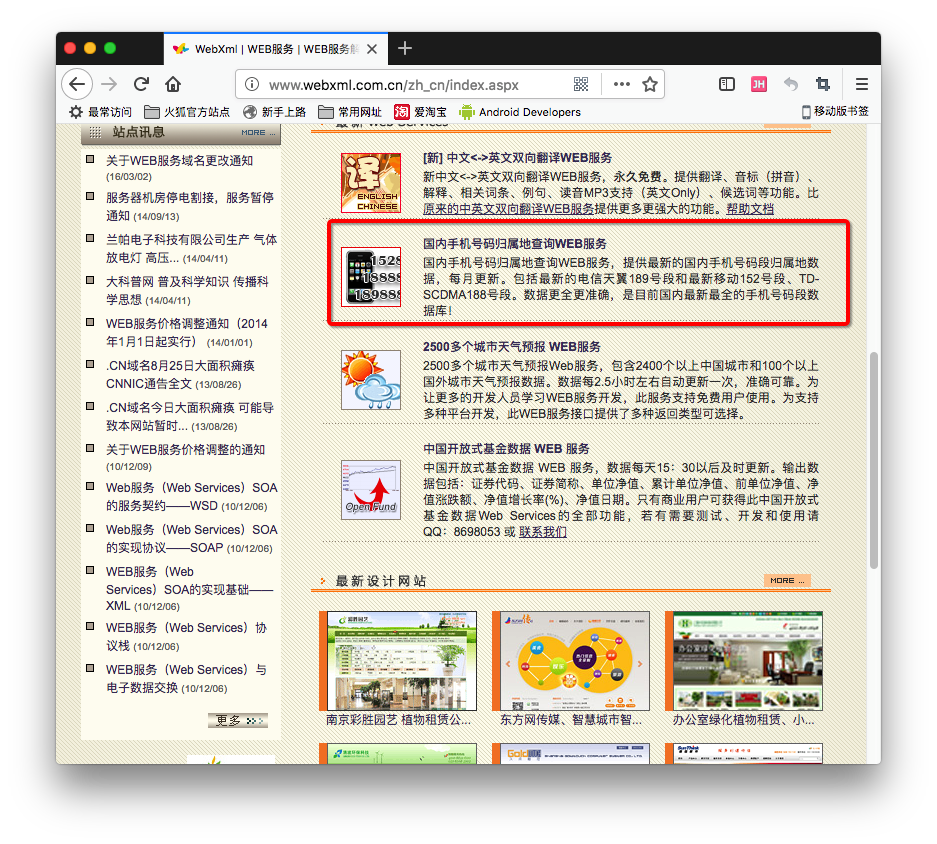 WebXml | WEB服务 | WEB服务
www.webxml.com.cn/zh_cn/index.aspx
JH
最常访问 火狐官方站点 新手上路 常用网址 淘 爱淘宝 Android Developers 移动版书签
站点讯息 MORE ...
关于WEB服务域名更改通知
(16/03/02)
服务器机房停电割接，服务暂停
通知 (14/09/13)
兰帕电子科技有限公司生产 气体
放电灯 高压... (14/04/11)
大科普网 普及科学知识 传播科
学思想 (14/04/11)
WEB服务价格调整通知（2014
年1月1日起实行） (14/01/01)
.CN域名8月25日大面积瘫痪
CNNIC通告全文 (13/08/26)
.CN域名今日大面积瘫痪 可能导
致本网站暂时... (13/08/26)
关于WEB服务价格调整的通知
(10/12/09)
Web服务（Web Services）SOA
的服务契约——WSD (10/12/06)
Web服务（Web Services）SOA
的实现协议——SOAP (10/12/06)
WEB服务（Web
Services）SOA的实现基础——
XML (10/12/06)
WEB服务（Web Services）协
议栈 (10/12/06)
WEB服务（Web Services）与
电子数据交换 (10/12/06)
更多
最新 Web Services
译
ENGLISH
CHINESE
[新] 中文<->英文双向翻译WEB服务
新中文<->英文双向翻译WEB服务，永久免费。提供翻译、音标（拼音）、
解释、相关词条、例句、读音MP3支持（英文Only）、候选词等功能。比
原来的中英文双向翻译WEB服务提供更多更强大的功能。帮助文档
1528
18888
189888
国内手机号码归属地查询WEB服务
国内手机号码归属地查询WEB服务，提供最新的国内手机号码段归属地数
据，每月更新。包括最新的电信天翼189号段和最新移动152号段、TD-
SCDMA188号段。数据更全更准确，是目前国内最新最全的手机号码段数
据库！
2500多个城市天气预报 WEB服务
2500多个城市天气预报Web服务，包含2400个以上中国城市和100个以上
国外城市天气预报数据。数据每2.5小时左右自动更新一次，准确可靠。为
让更多的开发人员学习WEB服务开发，此服务支持免费用户使用。为支持
多种平台开发，此WEB服务接口提供了多种返回类型可选择。
Open Fund
中国开放式基金数据 WEB 服务
中国开放式基金数据 WEB 服务，数据每天15：30以后及时更新。输出数
据包括：证券代码、证券简称、单位净值、累计单位净值、前单位净值、净
值涨跌额、净值增长率(%)、净值日期。只有商业用户可获得此中国开放式
基金数据Web Services的全部功能，若有需要测试、开发和使用请
QQ：8698053 或 联系我们
最新设计网站 MORE ...
南京彩胜园艺 植物租赁公... 东方网传媒、智慧城市智... 办公室绿化植物租赁、小...